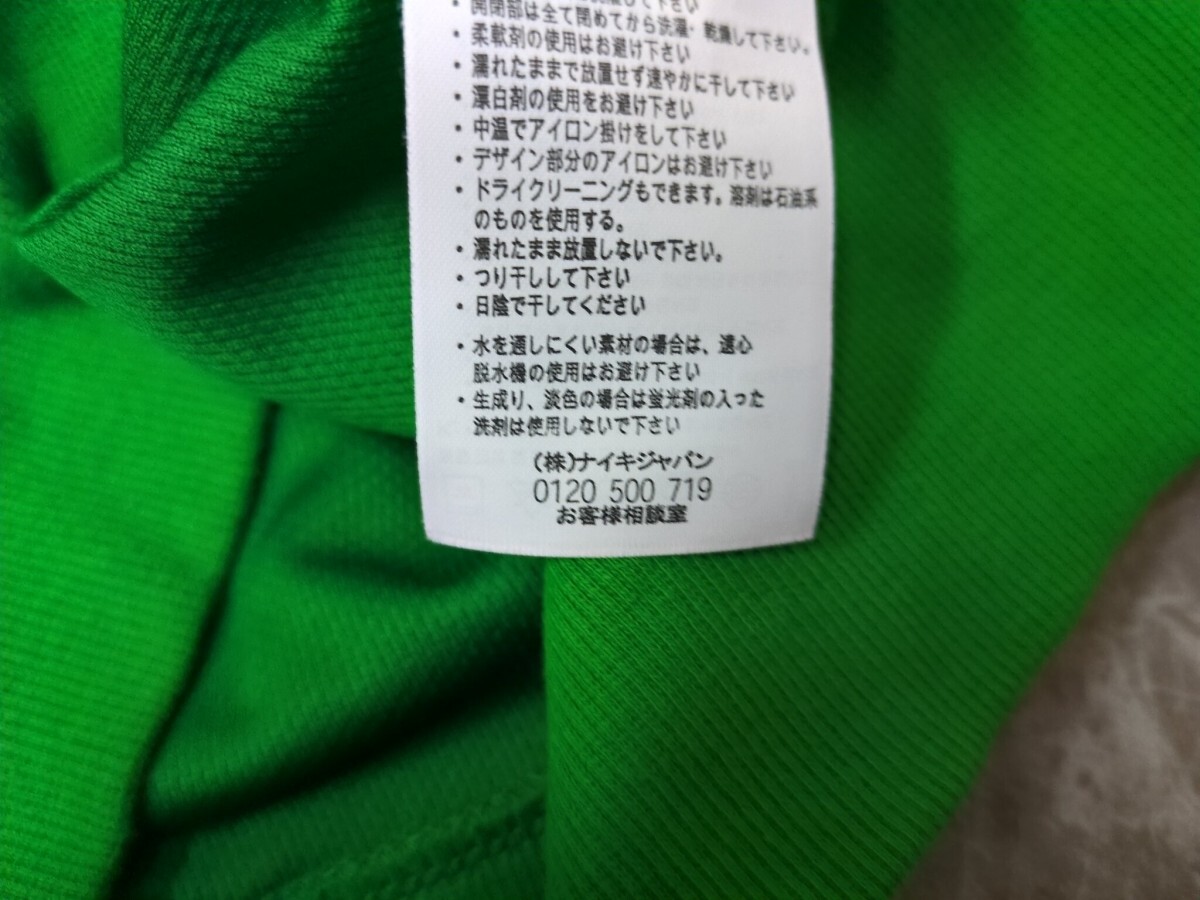 して下さい
・開閉部は全て閉めてから洗濯・乾燥して下さい。
・柔軟剤の使用はお避け下さい
・濡れたままで放置せず速やかに干して下さい
・漂白剤の使用をお避け下さい
・中温でアイロン掛けをして下さい
・デザイン部分のアイロンはお避け下さい
・ドライクリーニングもできます。溶剤は石油系
のものを使用する。
・濡れたまま放置しないで下さい。
・つり干しして下さい
・日陰で干してください
・水を通しにくい素材の場合は、遠心
脱水機の使用はお避け下さい
・生成り、淡色の場合は蛍光剤の入った
洗剤は使用しないで下さい
(株)ナイキジャパン
0120 500 719
お客様相談室